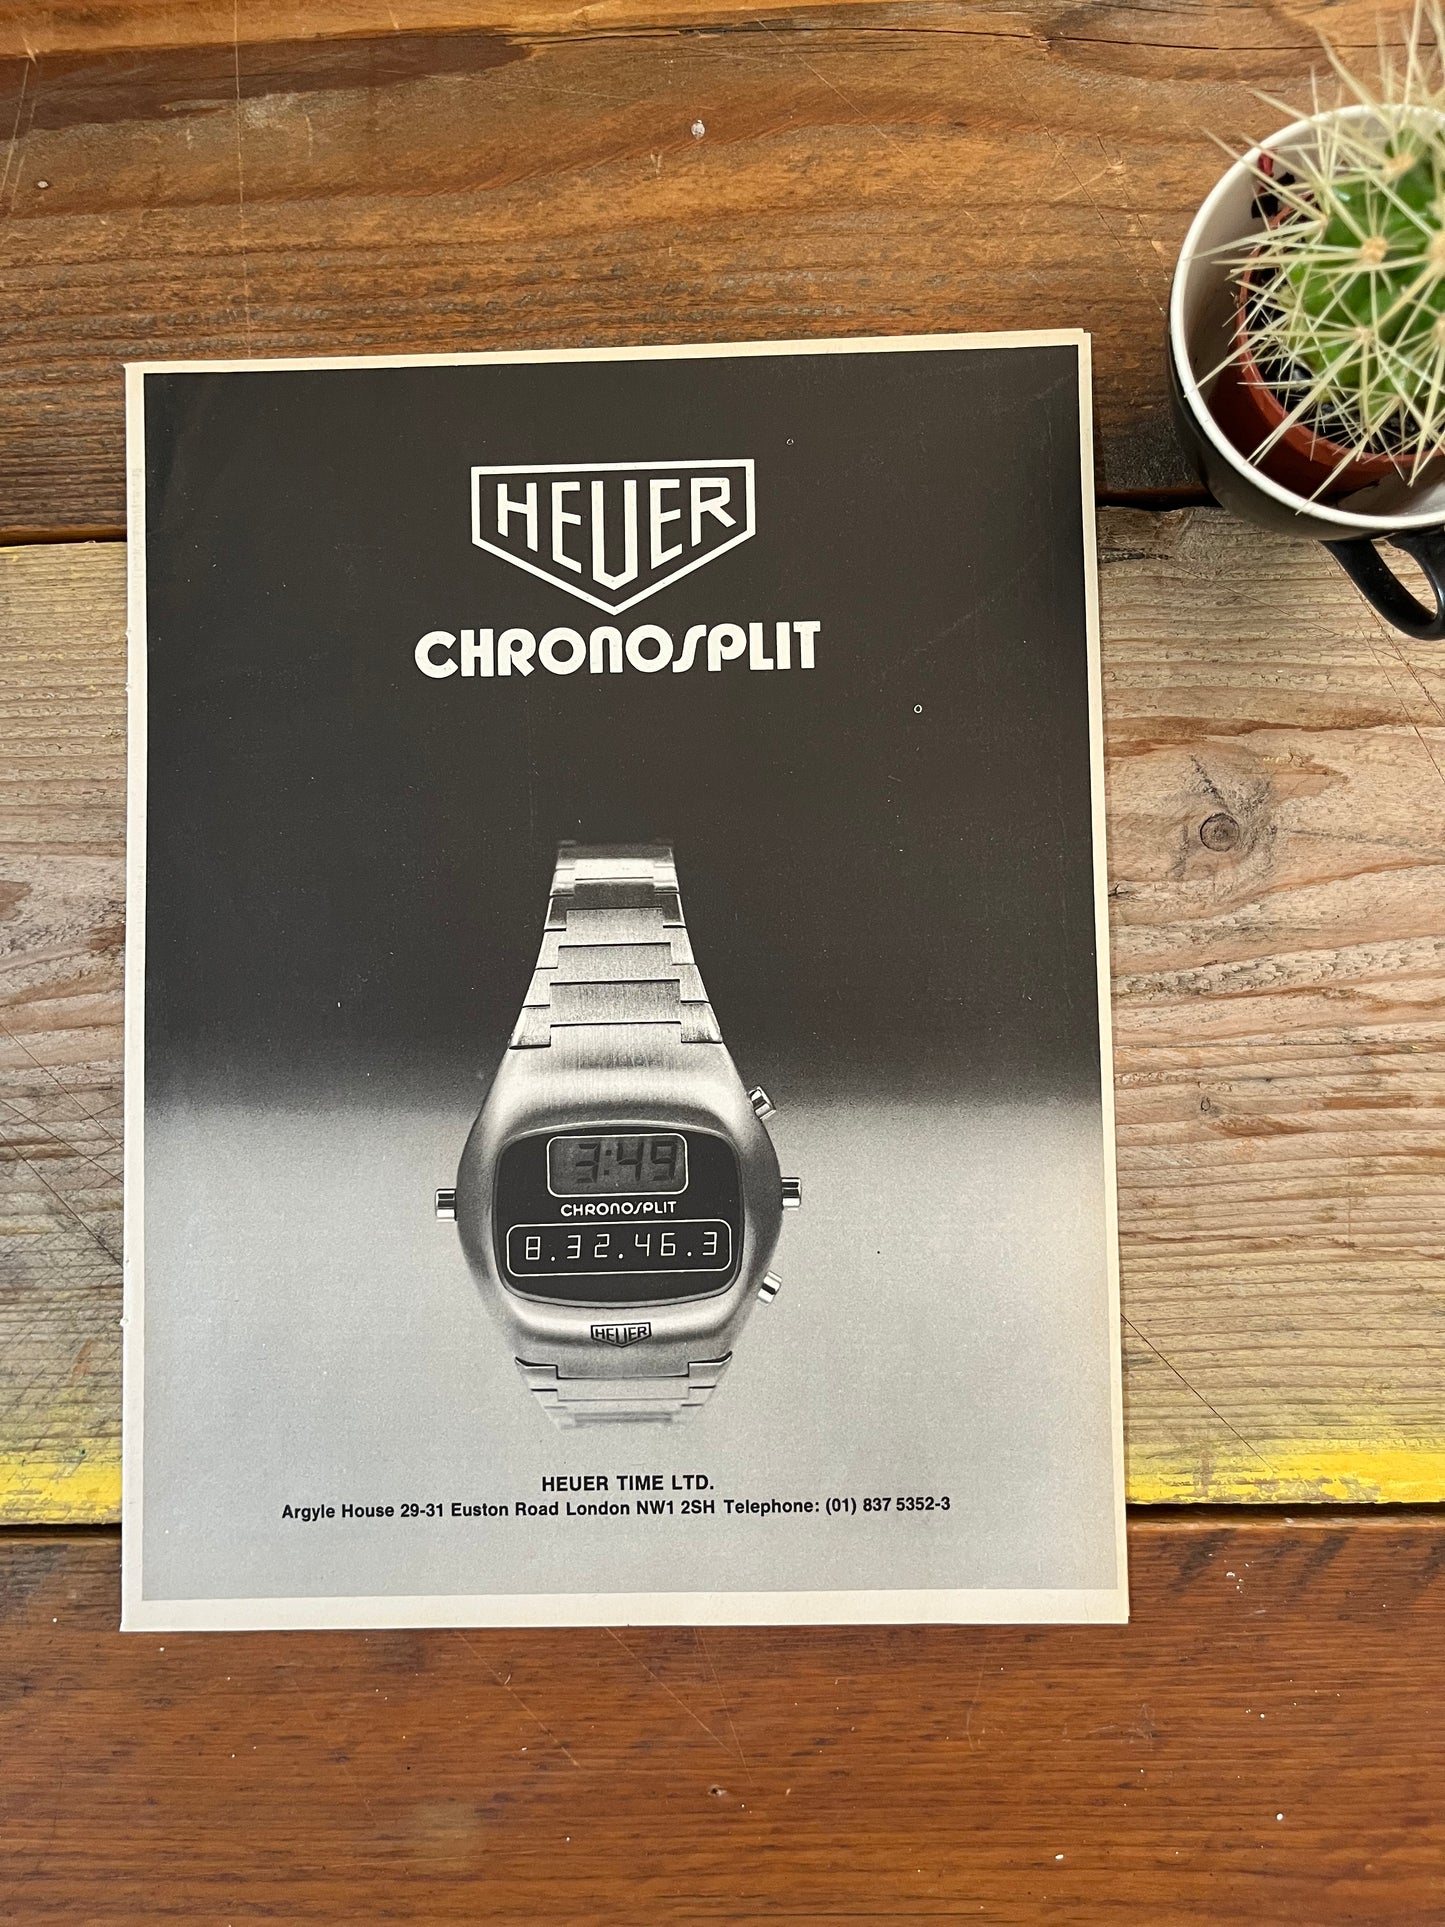 HEUER
CHRONOSPLIT
3:49
CHRONOSPLIT
8.32.46.3
HEUER
HEUER TIME LTD.
Argyle House 29-31 Euston Road London NW1 2SH Telephone: (01) 837 5352-3